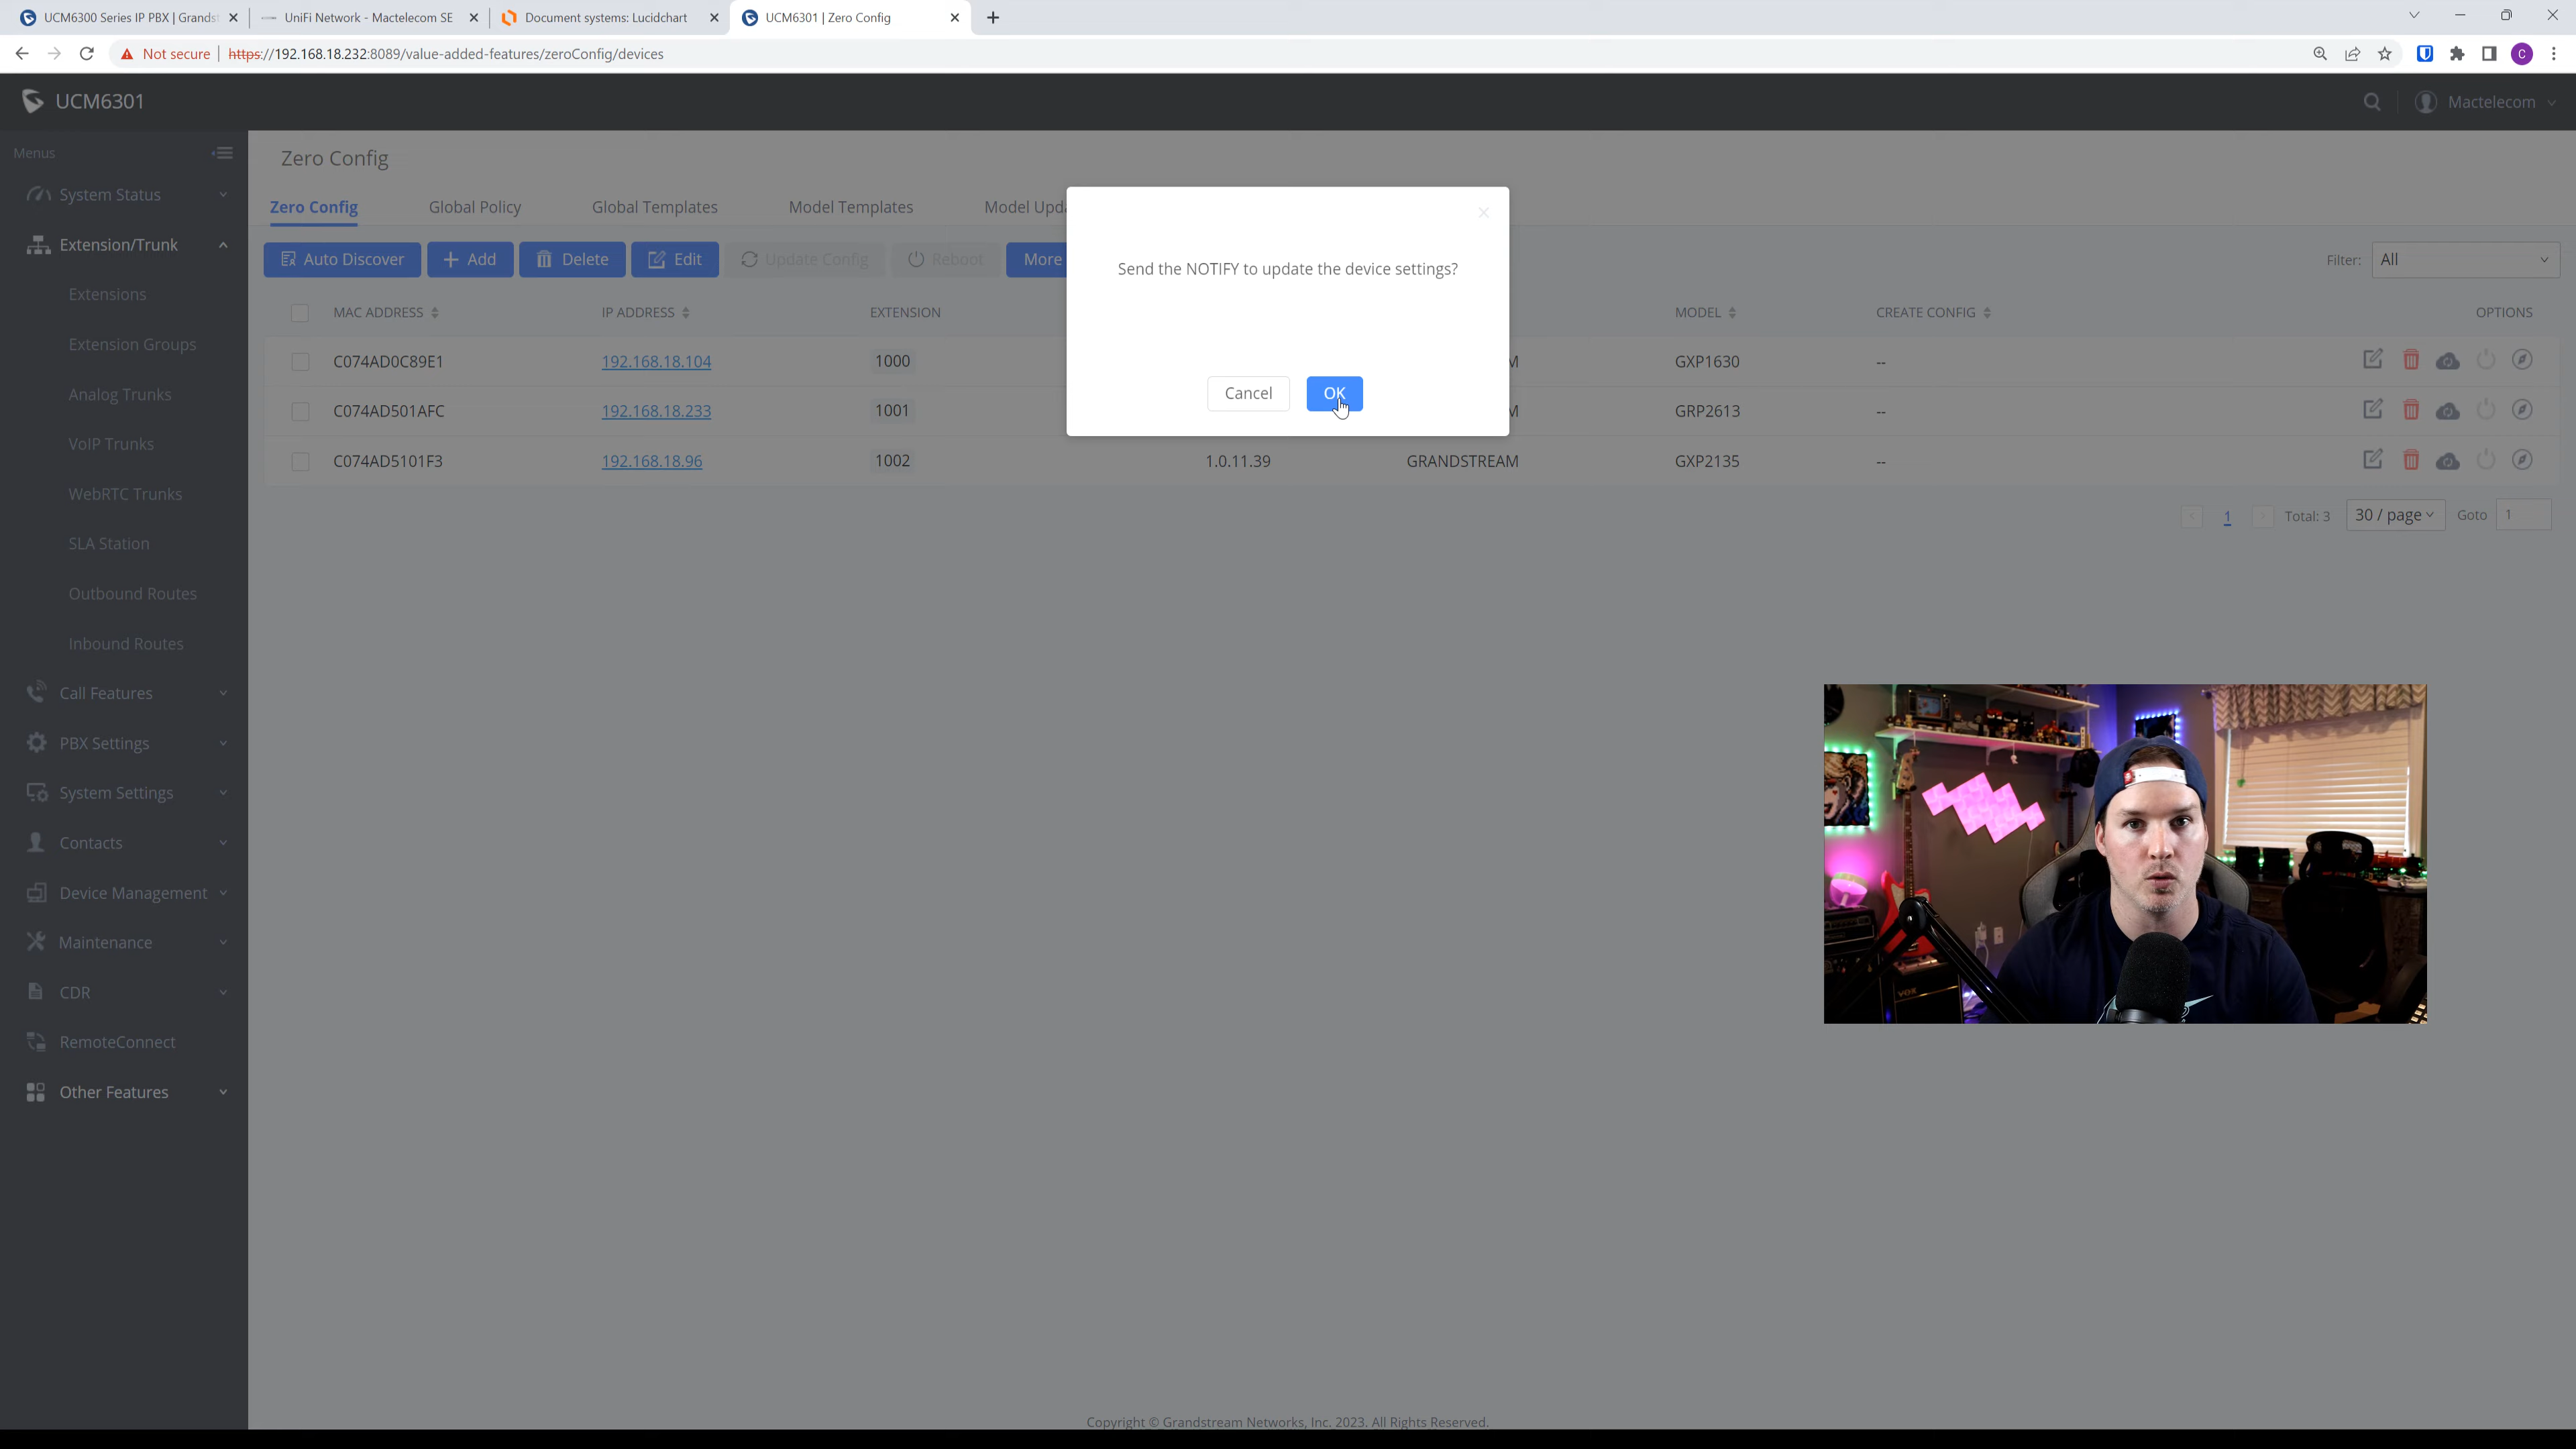 UCM6300 Series IP PBX | Grands
UniFi Network - Mactelecom SE
Document systems: Lucidchart
UCM6301 | Zero Config
Not secure
https://192.168.18.232:8089/value-added-features/zeroConfig/devices
C
UCM6301
Mactelecom
Menus
System Status
Extension/Trunk
Extensions
Extension Groups
Analog Trunks
VoIP Trunks
WebRTC Trunks
SLA Station
Outbound Routes
Inbound Routes
Call Features
PBX Settings
System Settings
Contacts
Device Management
Maintenance
CDR
RemoteConnect
Other Features
Zero Config
Zero Config Global Policy Global Templates Model Templates Model Upda
Auto Discover + Add Delete Edit Update Config Reboot More
Filter: All
MAC ADDRESS IP ADDRESS EXTENSION MODEL CREATE CONFIG OPTIONS
C074AD0C89E1 192.168.18.104 1000 M GXP1630 --
C074AD501AFC 192.168.18.233 1001 M GRP2613 --
C074AD5101F3 192.168.18.96 1002 1.0.11.39 GRANDSTREAM GXP2135 --
< 1 > Total: 3 30 / page Goto 1
Send the NOTIFY to update the device settings?
Cancel OK
VOX
Copyright © Grandstream Networks, Inc. 2023. All Rights Reserved.